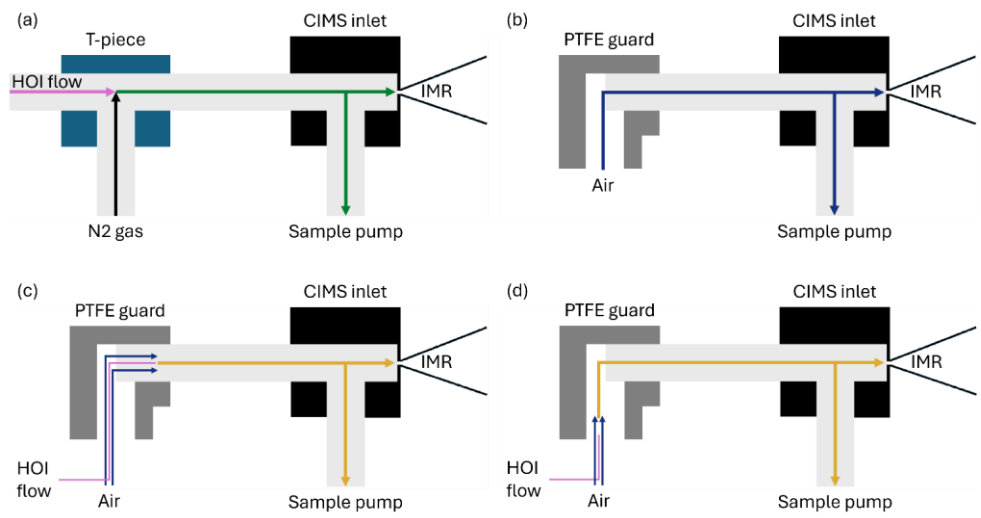 (a)
CIMS inlet
T-piece
HOI flow
IMR
N2 gas
Sample pump
(b)
CIMS inlet
PTFE guard
IMR
Air
Sample pump
(c)
CIMS inlet
PTFE guard
IMR
HOI
flow
Air
Sample pump
(d)
CIMS inlet
PTFE guard
IMR
HOI
flow
Air
Sample pump